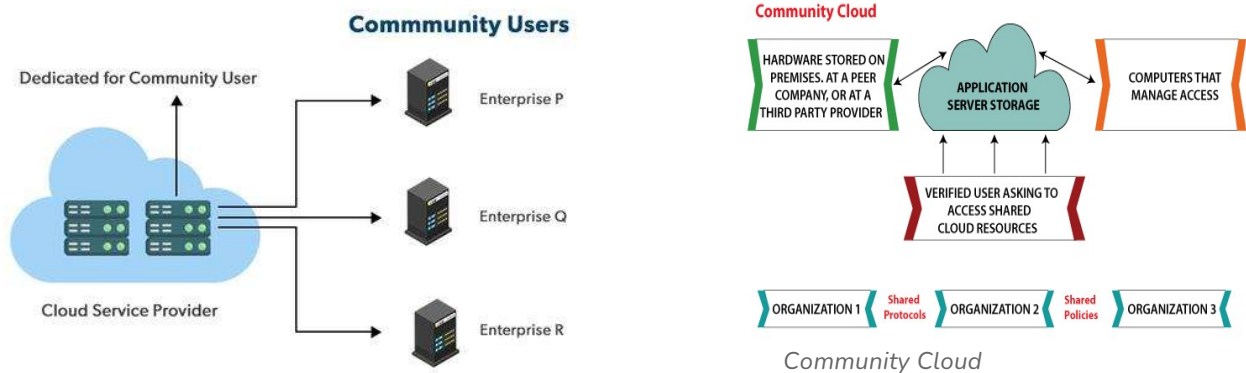 Commmunity Users
Dedicated for Community User
Enterprise P
Enterprise Q
Enterprise R
Cloud Service Provider
Community Cloud
HARDWARE STORED ON
PREMISES. AT A PEER
COMPANY, OR AT A
THIRD PARTY PROVIDER
APPLICATION
SERVER STORAGE
COMPUTERS THAT
MANAGE ACCESS
VERIFIED USER ASKING TO
ACCESS SHARED
CLOUD RESOURCES
ORGANIZATION 1
Shared
Protocols
ORGANIZATION 2
Shared
Policies
ORGANIZATION 3
Community Cloud